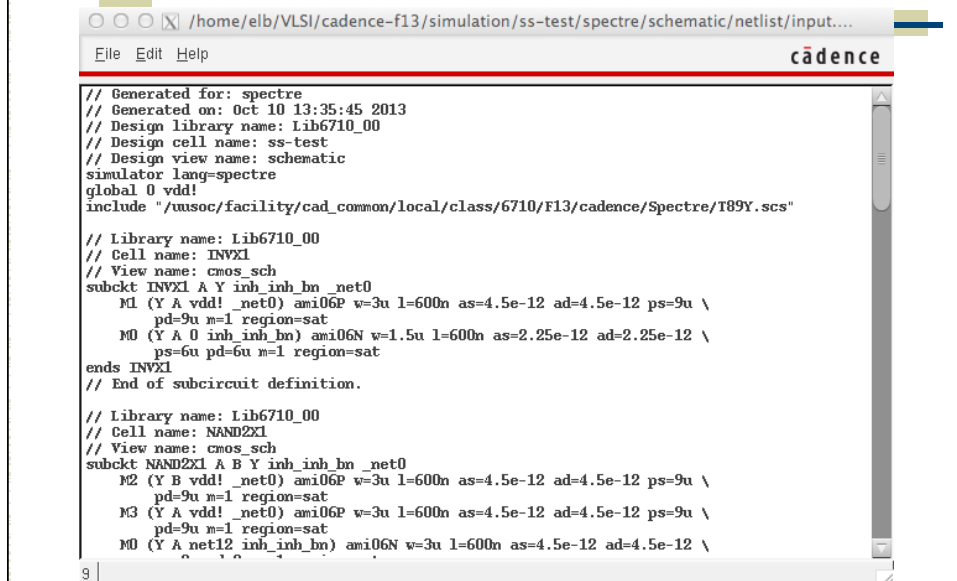 /home/elb/VLSI/cadence-f13/simulation/ss-test/spectre/schematic/netlist/input....
File Edit Help
cādence
// Generated for: spectre
// Generated on: Oct 10 13:35:45 2013
// Design library name: Lib6710_00
// Design cell name: ss-test
// Design view name: schematic
simulator lang=spectre
global 0 vdd!
include "/uusoc/facility/cad_common/local/class/6710/F13/cadence/Spectre/T89Y.scs"
// Library name: Lib6710_00
// Cell name: INVX1
// View name: cmos_sch
subckt INVX1 A Y inh_inh_bn _net0
M1 (Y A vdd! _net0) ami06P w=3u l=600n as=4.5e-12 ad=4.5e-12 ps=9u \
pd=9u m=1 region=sat
M0 (Y A 0 inh_inh_bn) ami06N w=1.5u l=600n as=2.25e-12 ad=2.25e-12 \
ps=6u pd=6u m=1 region=sat
ends INVX1
// End of subcircuit definition.
// Library name: Lib6710_00
// Cell name: NAND2X1
// View name: cmos_sch
subckt NAND2X1 A B Y inh_inh_bn _net0
M2 (Y B vdd! _net0) ami06P w=3u l=600n as=4.5e-12 ad=4.5e-12 ps=9u \
pd=9u m=1 region=sat
M3 (Y A vdd! _net0) ami06P w=3u l=600n as=4.5e-12 ad=4.5e-12 ps=9u \
pd=9u m=1 region=sat
M0 (Y A net12 inh_inh_bn) ami06N w=3u l=600n as=4.5e-12 ad=4.5e-12 \
9